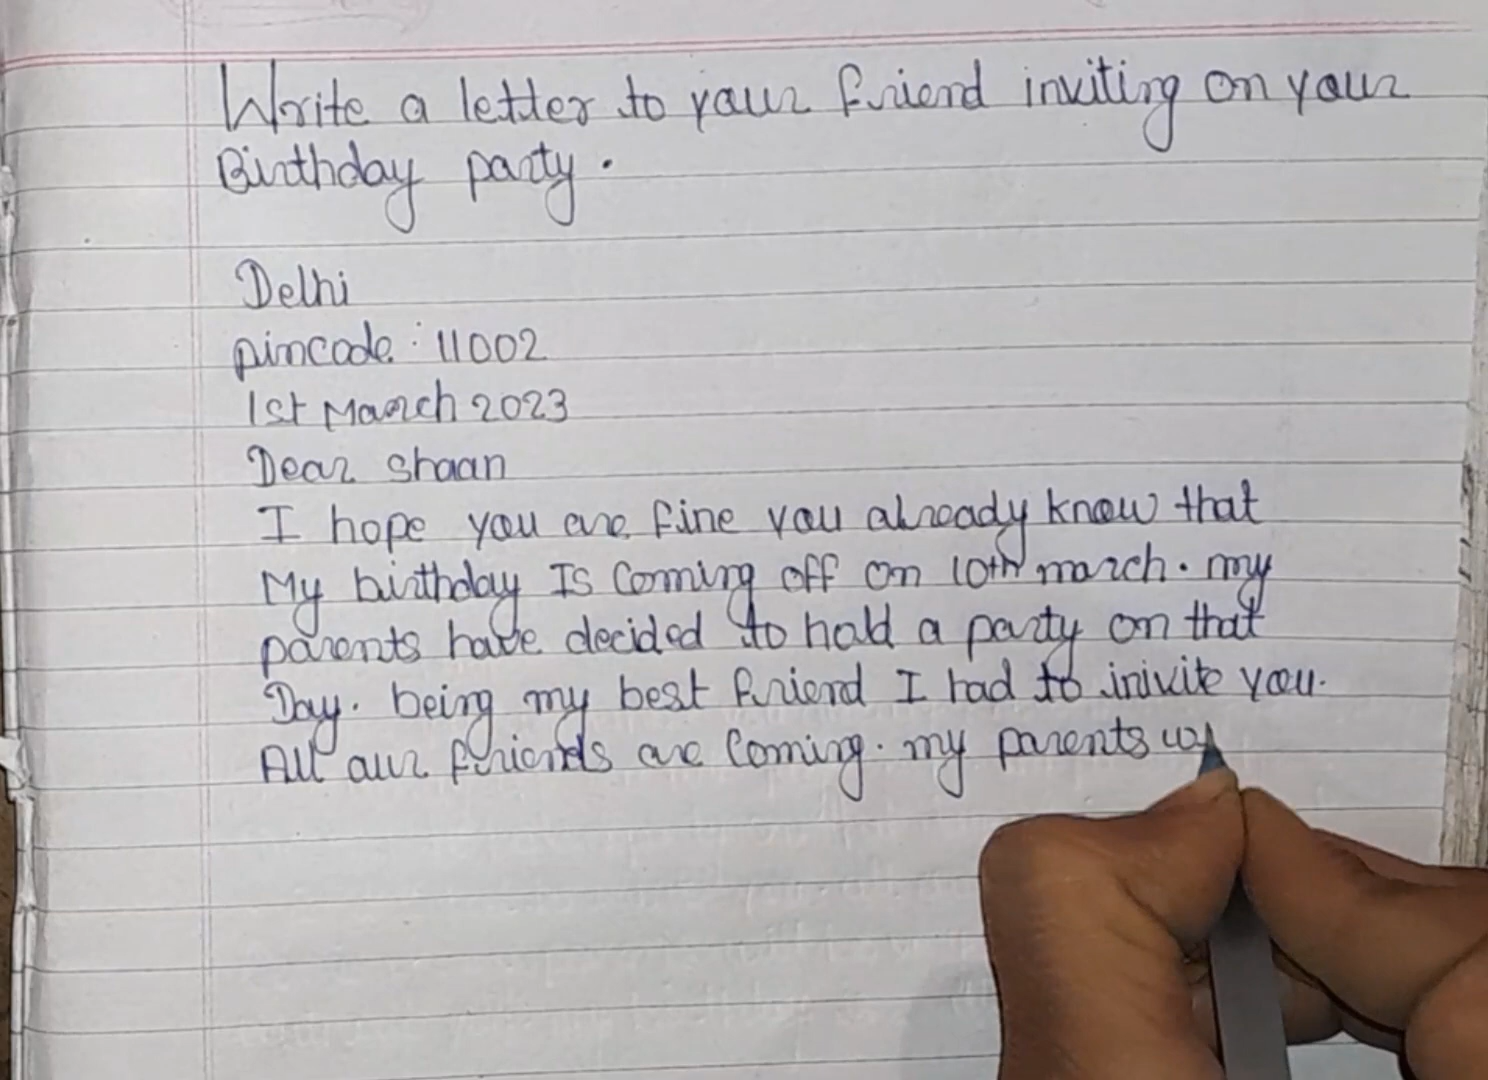 Write a letter to your friend inviting on your
Birthday party.
Delhi
pincode : 11002
1st March 2023
Dear shaan
I hope you are fine you already know that
My birthday Is Coming off on 10th march. my
parents have decided to hold a party on that
Day. being my best friend I had to inivite you.
All our friends are Coming. my parents